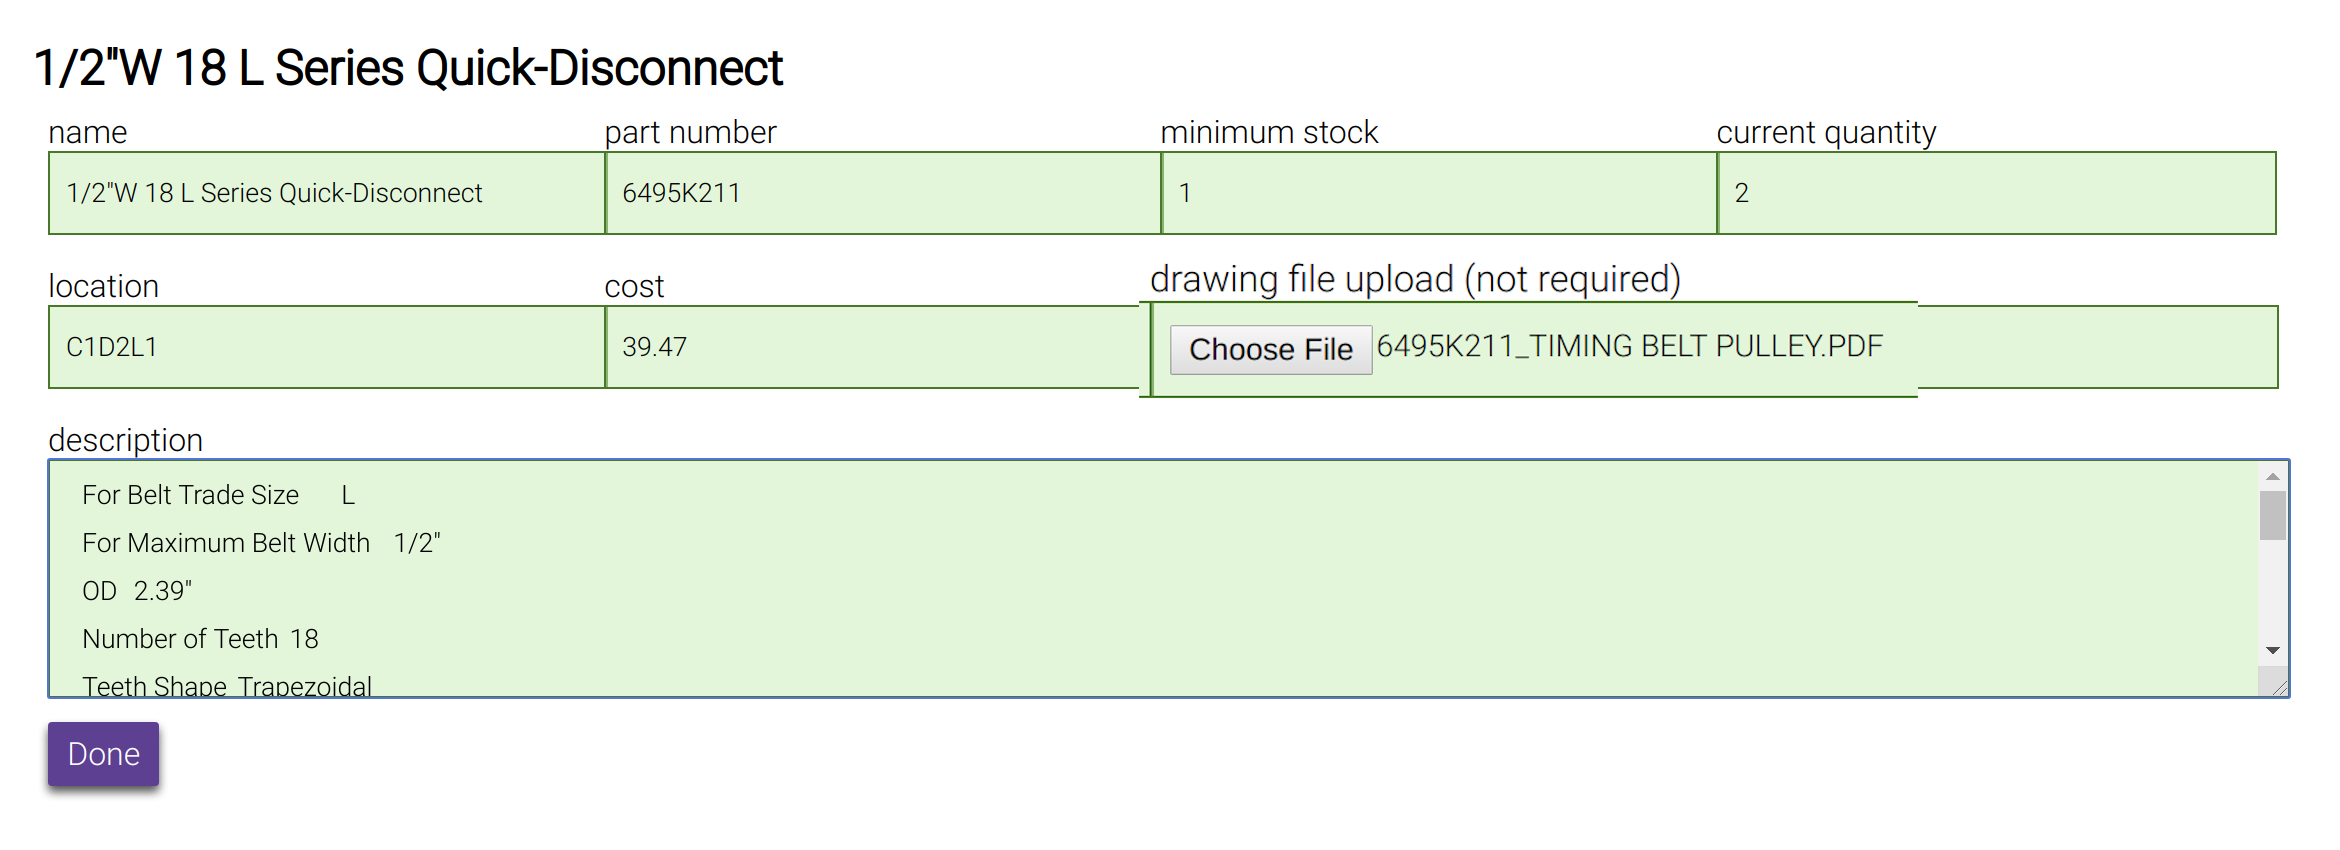 1/2"W 18 L Series Quick-Disconnect
name part number minimum stock current quantity
1/2"W 18 L Series Quick-Disconnect 6495K211 1 2
location cost drawing file upload (not required)
C1D2L1 39.47 Choose File 6495K211_TIMING BELT PULLEY.PDF
description
For Belt Trade Size L
For Maximum Belt Width 1/2"
OD 2.39"
Number of Teeth 18
Teeth Shape Trapezoidal
Done